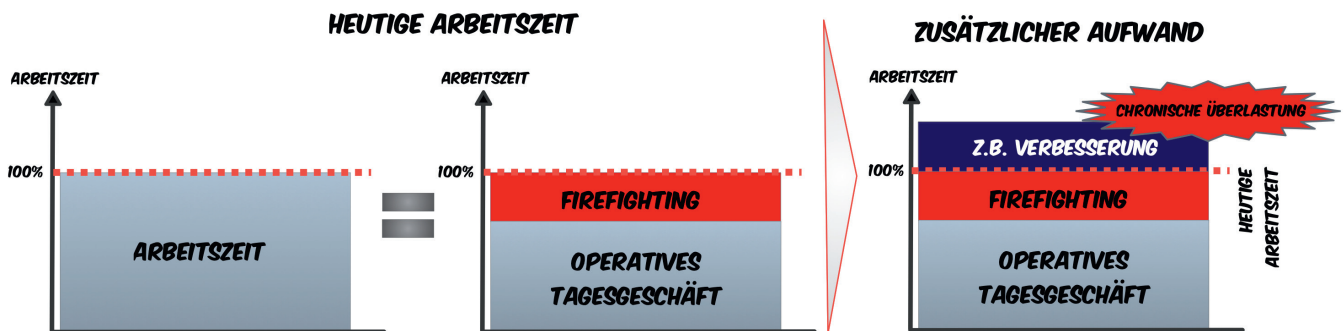 HEUTIGE ARBEITSZEIT
ZUSÄTZLICHER AUFWAND
ARBEITSZEIT
100%
ARBEITSZEIT
ARBEITSZEIT
100%
FIREFIGHTING
OPERATIVES
TAGESGESCHÄFT
ARBEITSZEIT
CHRONISCHE ÜBERLASTUNG
Z.B. VERBESSERUNG
100%
FIREFIGHTING
OPERATIVES
TAGESGESCHÄFT
HEUTIGE
ARBEITSZEIT